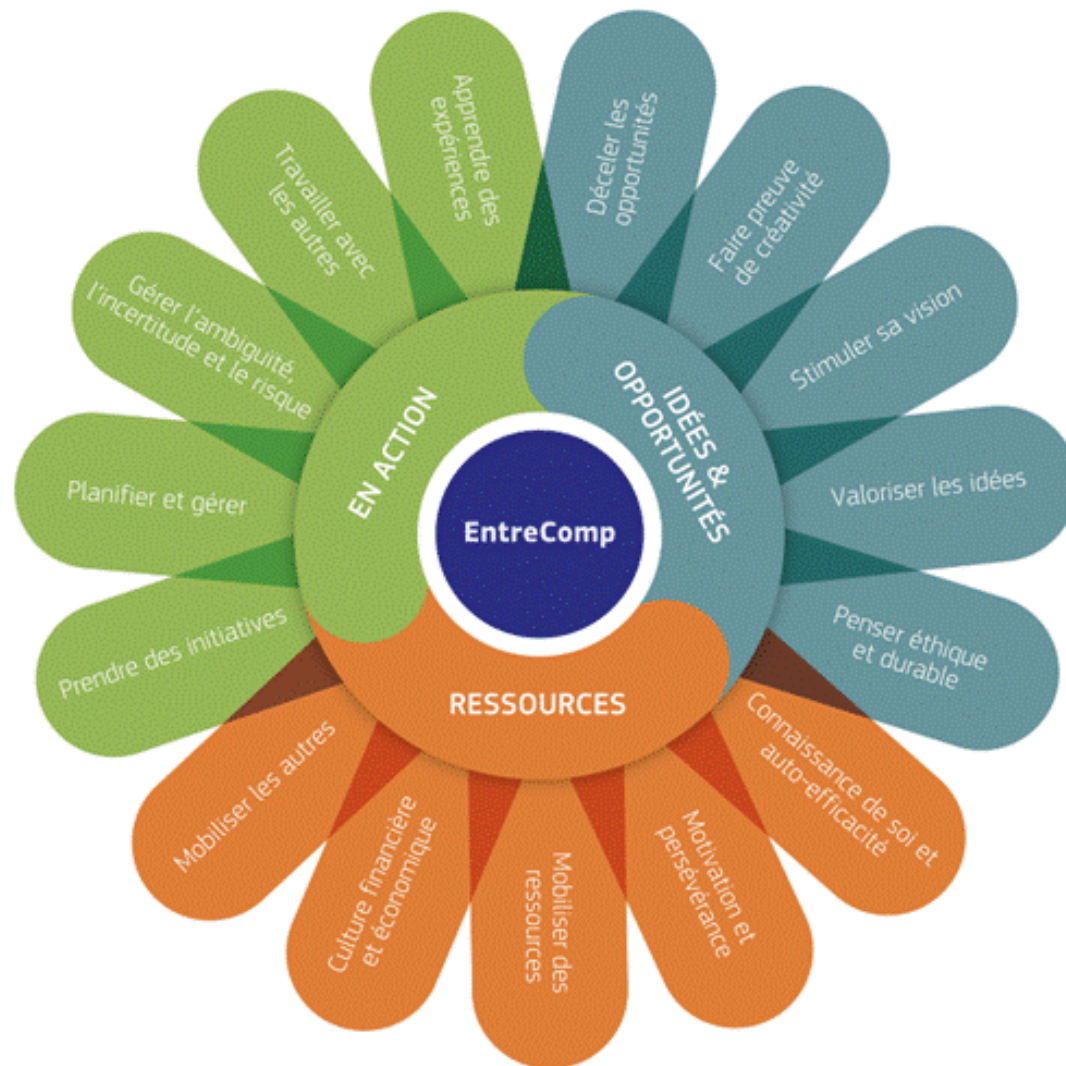 EntreComp
IDÉES &
OPPORTUNITÉS
Déceler les
opportunités
Faire preuve
de créativité
Stimuler sa vision
Valoriser les idées
Penser éthique
et durable
RESSOURCES
Connaissance de soi et
auto-efficacité
Motivation et
persévérance
Mobiliser des
ressources
Culture financière
et économique
Mobiliser les autres
EN ACTION
Prendre des initiatives
Planifier et gérer
Gérer l'ambiguité,
l'incertitude et le risque
Travailler avec
les autres
Apprendre des
expériences